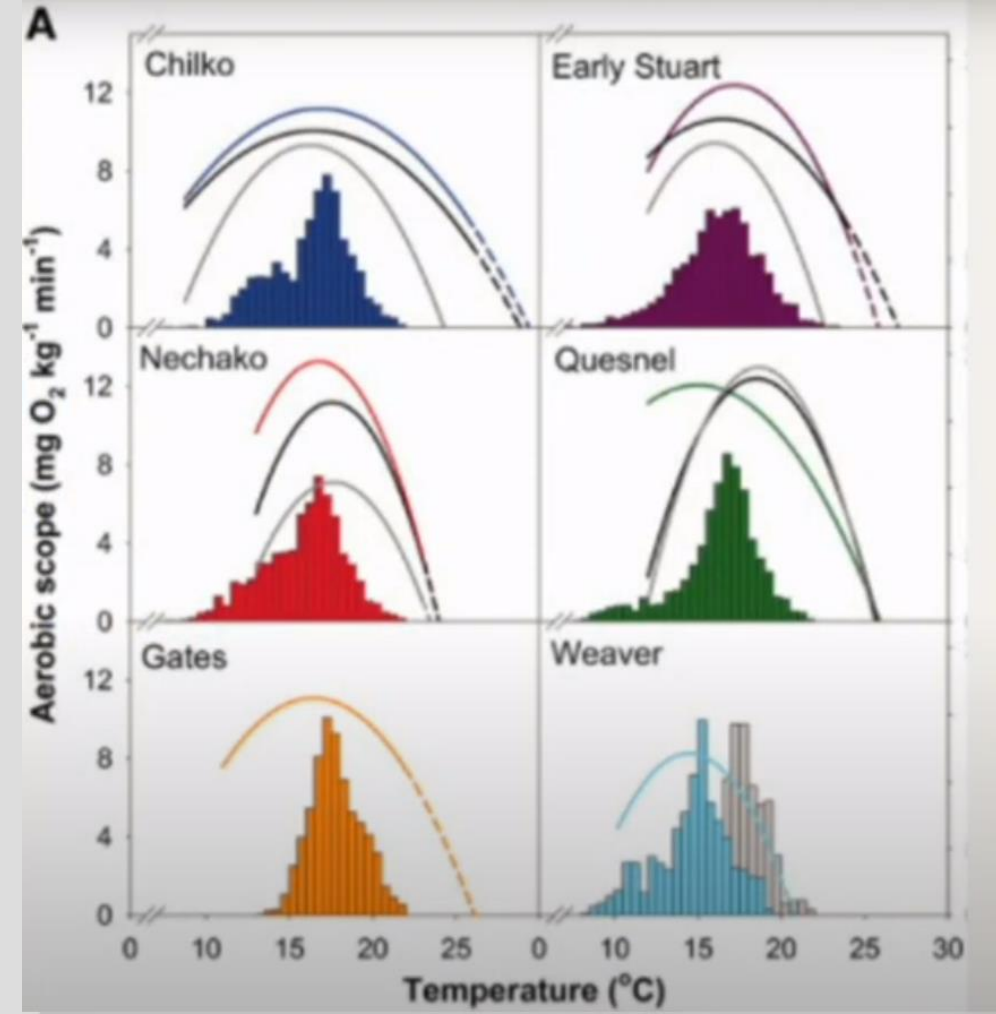 A
Chilko
Early Stuart
12
8
4
0
Nechako
Quesnel
12
8
4
0
Gates
Weaver
12
8
4
0
0 10 15 20 25 0 10 15 20 25 30
Temperature (°C)
Aerobic scope (mg O₂ kg⁻¹ min⁻¹)